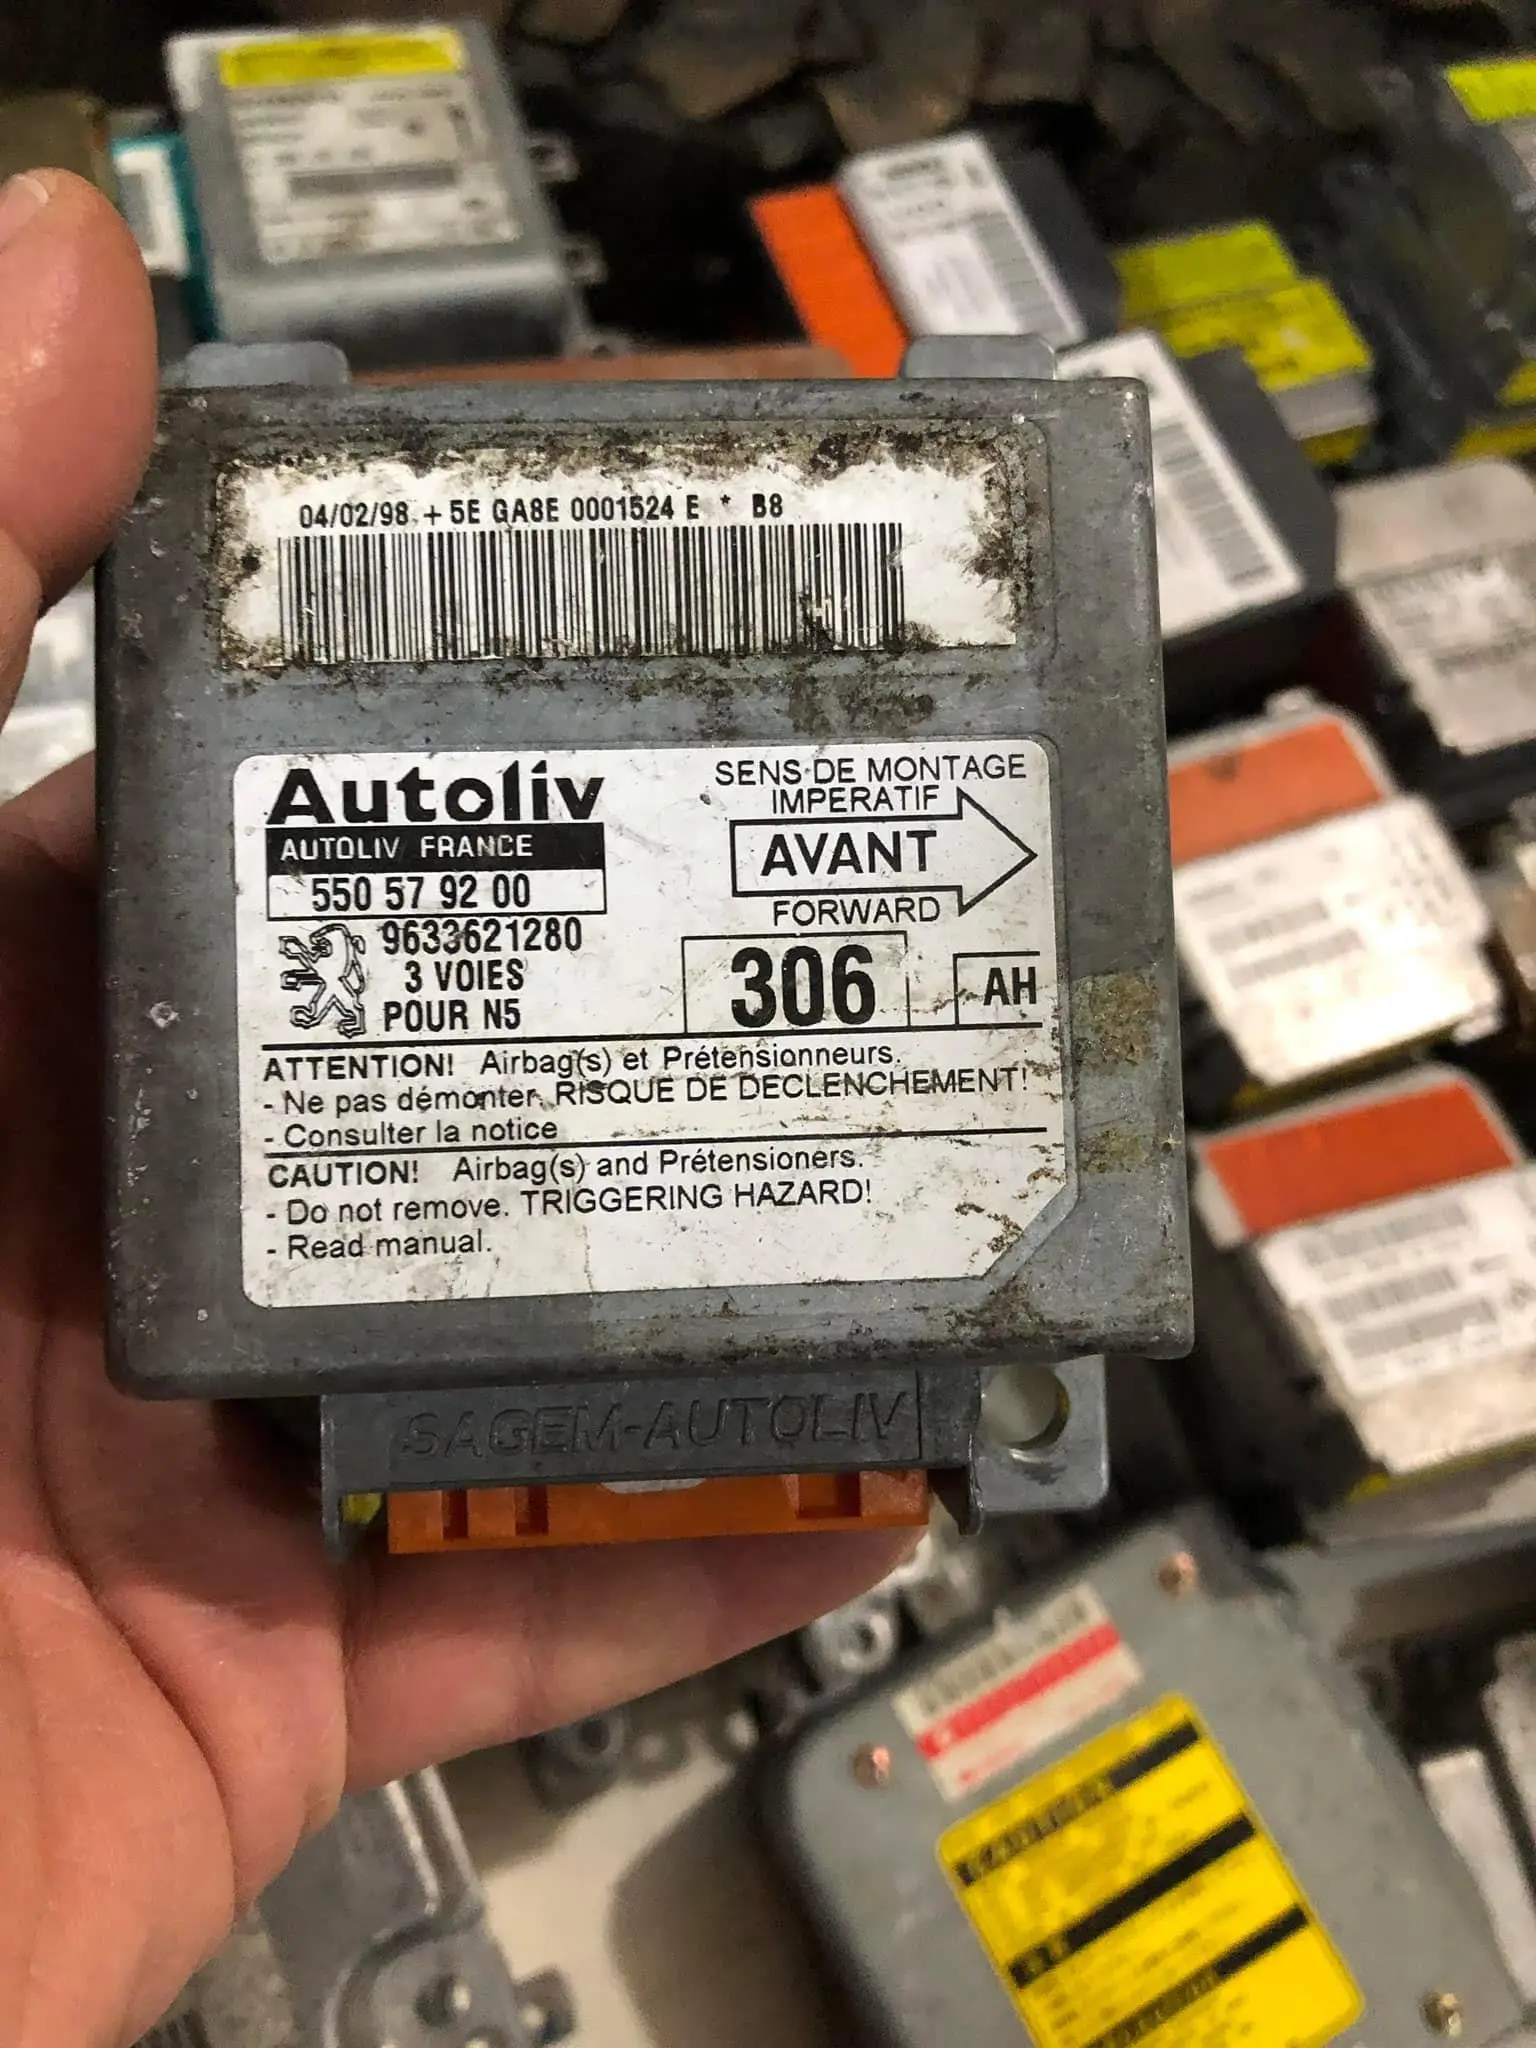 04/02/98 + 5E GA8E 0001524 E * B8
Autoliv
AUTOLIV FRANCE
550 57 92 00
9633621280
3 VOIES
POUR N5
SENS DE MONTAGE
IMPERATIF
AVANT
FORWARD
306
AH
ATTENTION! Airbag(s) et Prétensionneurs.
- Ne pas démonter. RISQUE DE DECLENCHEMENT!
- Consulter la notice
CAUTION! Airbag(s) and Prétensioners.
- Do not remove. TRIGGERING HAZARD!
- Read manual.
SAGEM-AUTOLIV